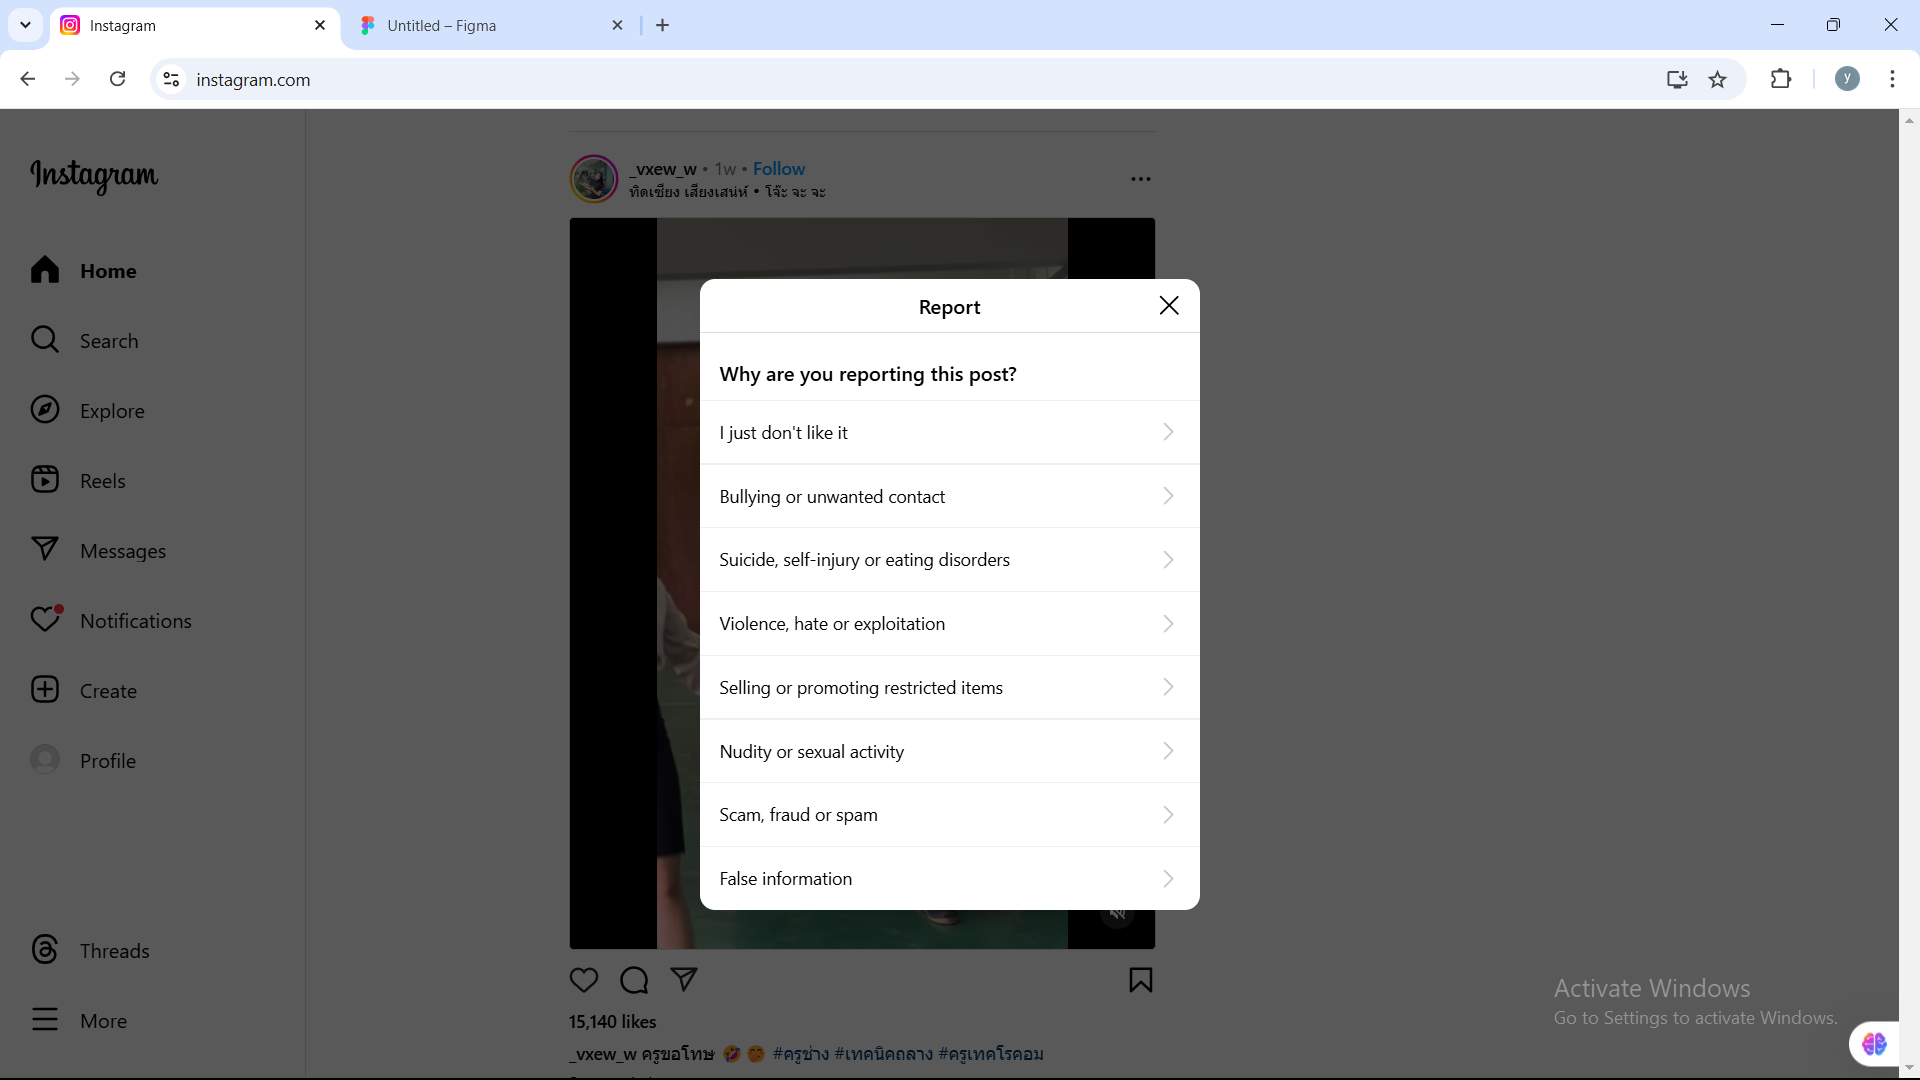 Instagram
Untitled – Figma
instagram.com
y
Instagram
_vxew_w • 1w • Follow
ทิดเซียง เสียงเสน่ห์ • โจ๊ะ จะ จะ
Home
Search
Explore
Reels
Messages
Notifications
Create
Profile
Threads
More
Report
Why are you reporting this post?
I just don't like it
Bullying or unwanted contact
Suicide, self-injury or eating disorders
Violence, hate or exploitation
Selling or promoting restricted items
Nudity or sexual activity
Scam, fraud or spam
False information
15,140 likes
_vxew_w ครูขอโทษ 🤣 🤭 #ครูช่าง #เทคนิคถลาง #ครูเทคโรคอม
Activate Windows
Go to Settings to activate Windows.